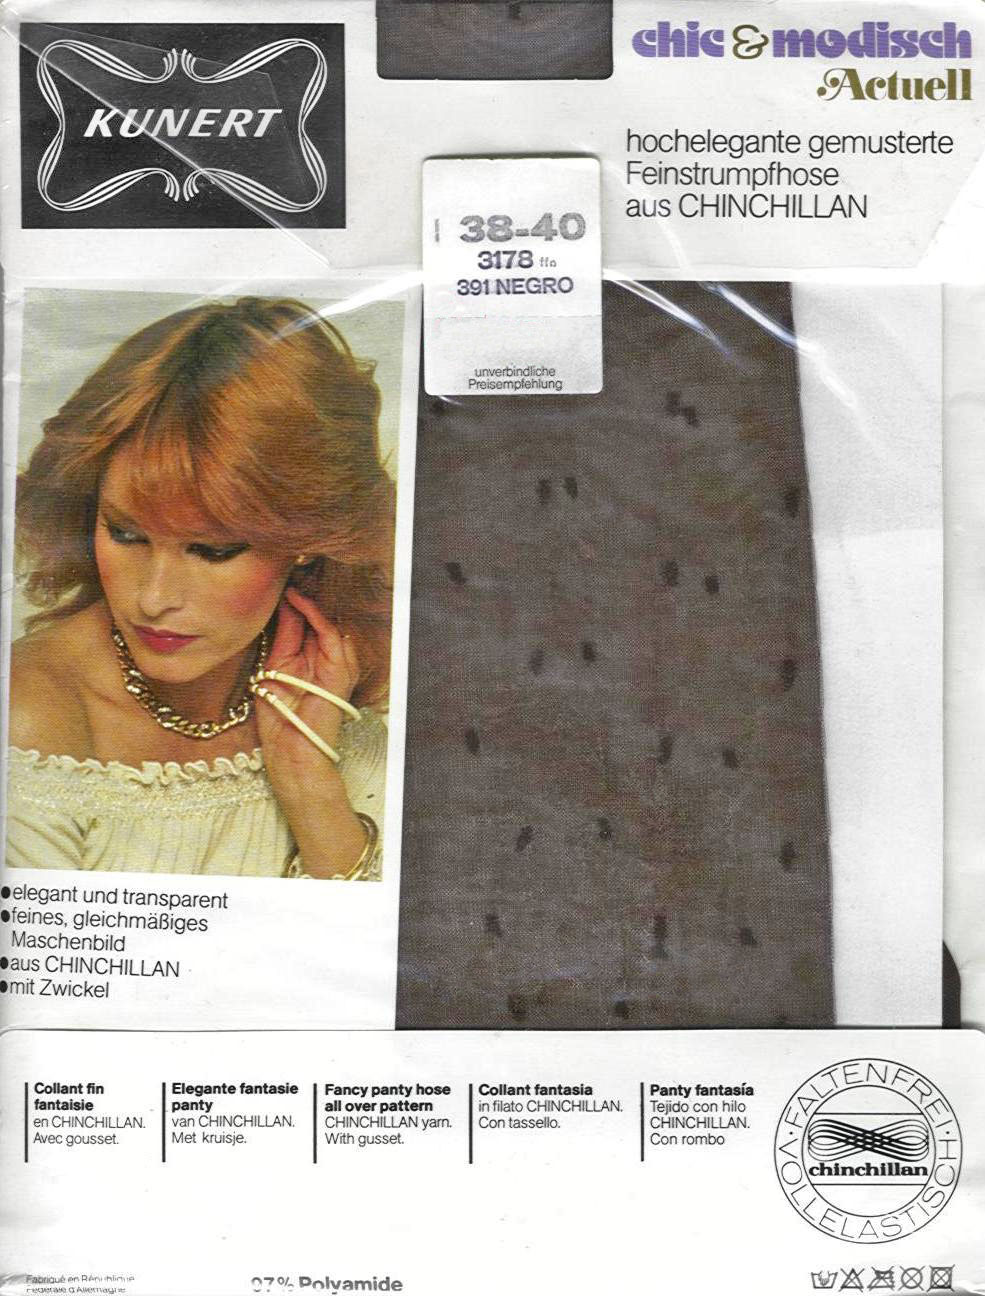 KUNERT
chic & modisch
Actuell
hochelegante gemusterte
Feinstrumpfhose
aus CHINCHILLAN
I 38-40
3178 ffo
391 NEGRO
unverbindliche
Preisempfehlung
●elegant und transparent
●feines, gleichmäßiges
Maschenbild
●aus CHINCHILLAN
●mit Zwickel
Collant fin
fantaisie
en CHINCHILLAN.
Avec gousset.
Elegante fantasie
panty
van CHINCHILLAN.
Met kruisje.
Fancy panty hose
all over pattern
CHINCHILLAN yarn.
With gusset.
Collant fantasia
in filato CHINCHILLAN.
Con tassello.
Panty fantasía
Tejido con hilo
CHINCHILLAN.
Con rombo
·FALTENFREI·
chinchillan
VOLLELASTISCH
Fabriqué en République
Fédérale d'Allemagne
97% Polyamide